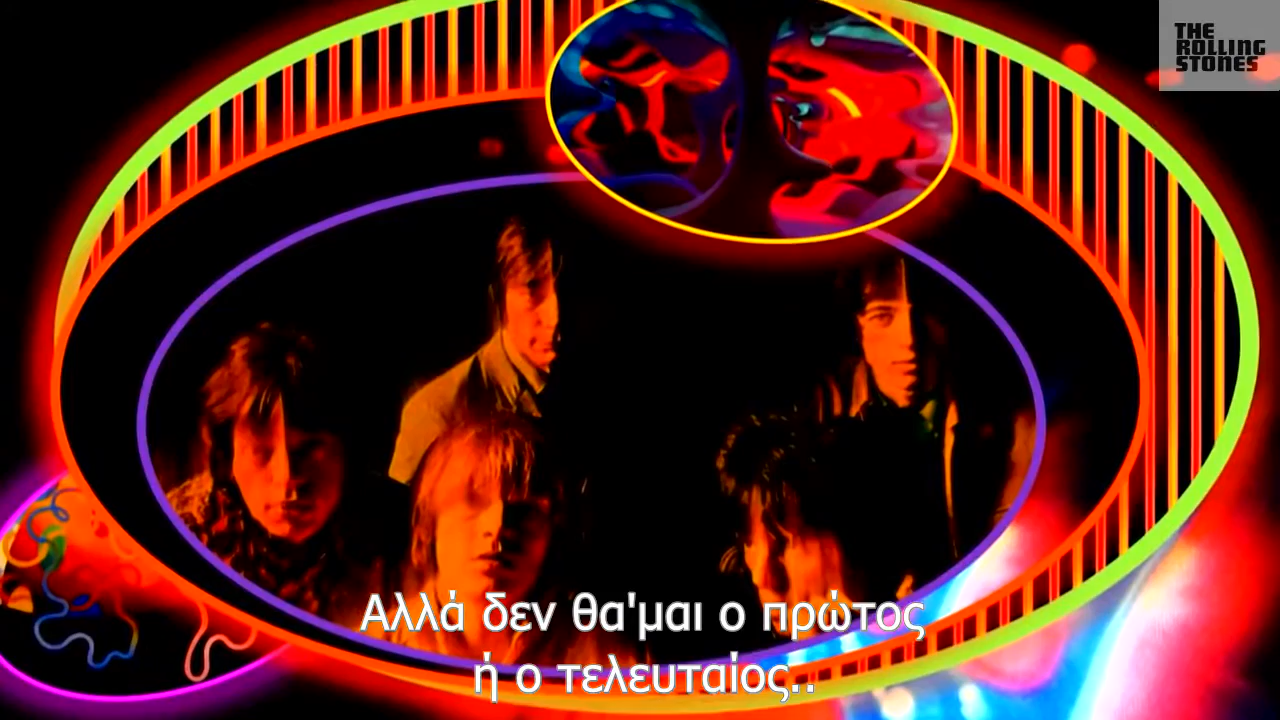 THE
ROLLING
STONES
Αλλά δεν θα'μαι ο πρώτος
ή ο τελευταίος..